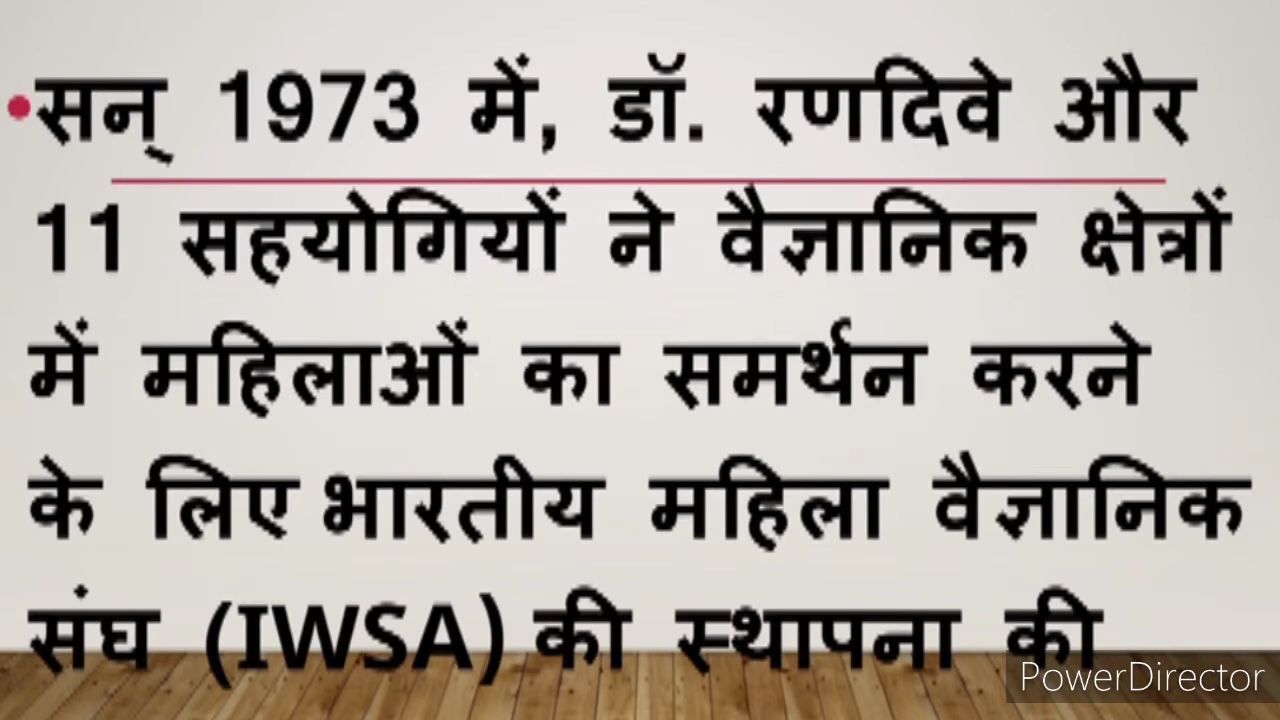 •सन् 1973 में, डॉ. रणदिवे और
11 सहयोगियों ने वैज्ञानिक क्षेत्रों
में महिलाओं का समर्थन करने
के लिए भारतीय महिला वैज्ञानिक
संघ (IWSA) की स्थापना की
PowerDirector